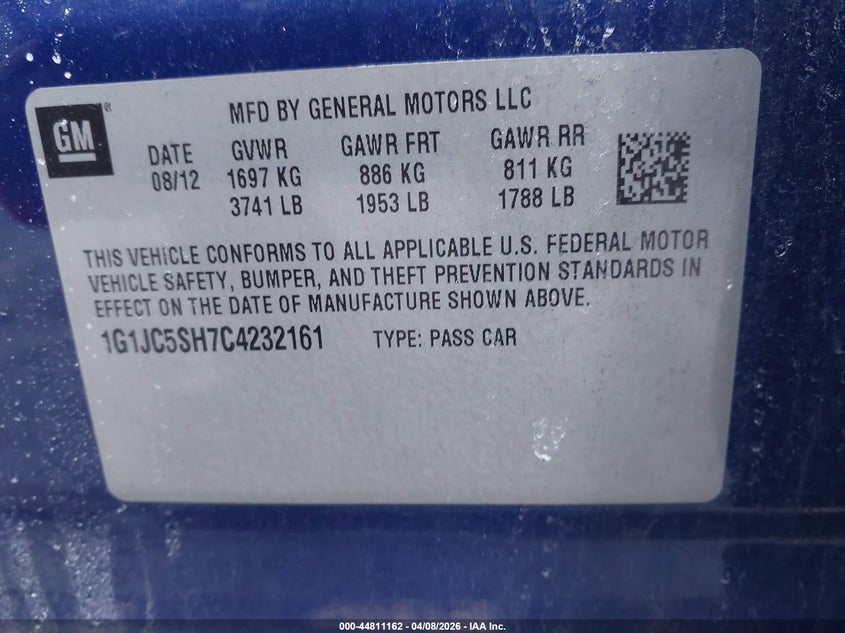 GM®
MFD BY GENERAL MOTORS LLC
DATE GVWR GAWR FRT GAWR RR
08/12 1697 KG 886 KG 811 KG
3741 LB 1953 LB 1788 LB
THIS VEHICLE CONFORMS TO ALL APPLICABLE U.S. FEDERAL MOTOR
VEHICLE SAFETY, BUMPER, AND THEFT PREVENTION STANDARDS IN
EFFECT ON THE DATE OF MANUFACTURE SHOWN ABOVE.
1G1JC5SH7C4232161 TYPE: PASS CAR
000-44811162 - 04/08/2026 - IAA Inc.